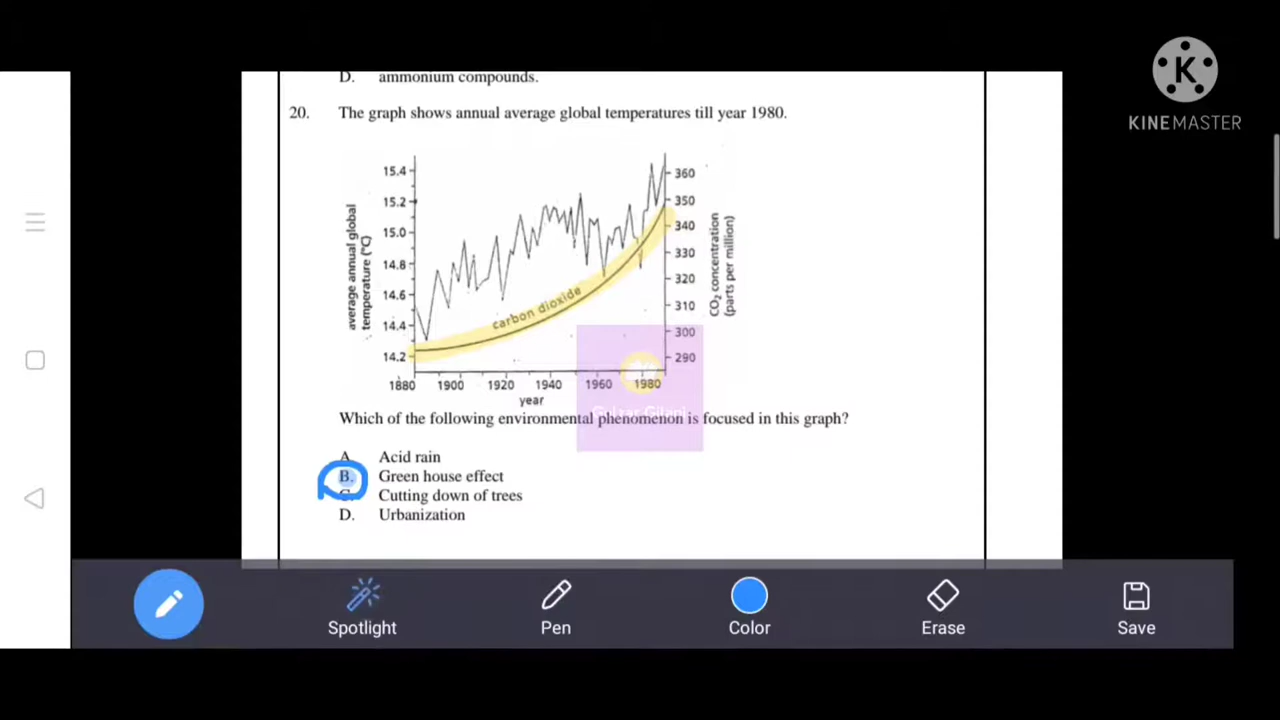 KINEMASTER
D. ammonium compounds.
20. The graph shows annual average global temperatures till year 1980.
15.4
15.2
15.0
14.8
14.6
14.4
14.2
average annual global
temperature (°C)
carbon dioxide
360
350
340
330
320
310
300
290
CO₂ concentration
(parts per million)
1880 1900 1920 1940 1960 1980
year
Which of the following environmental phenomenon is focused in this graph?
A. Acid rain
B. Green house effect
C. Cutting down of trees
D. Urbanization
Spotlight Pen Color Erase Save